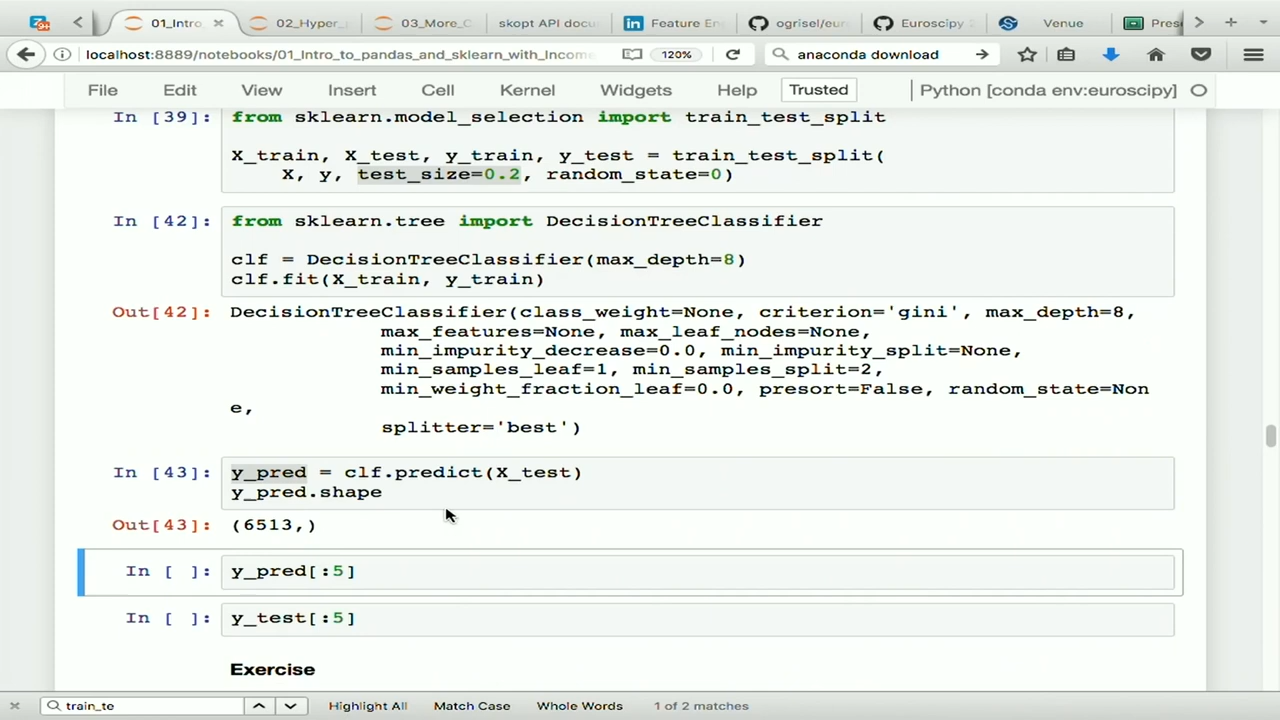 01_Intro
02_Hyper_
03_More_C
skopt API docu
Feature En
ogrisel/eur
Euroscipy
Venue
Pres
localhost:8889/notebooks/01_Intro_to_pandas_and_sklearn_with_Incom
120%
anaconda download
File Edit View Insert Cell Kernel Widgets Help Trusted Python [conda env:euroscipy]
In [39]: from sklearn.model_selection import train_test_split
X_train, X_test, y_train, y_test = train_test_split(
X, y, test_size=0.2, random_state=0)
In [42]: from sklearn.tree import DecisionTreeClassifier
clf = DecisionTreeClassifier(max_depth=8)
clf.fit(X_train, y_train)
Out[42]: DecisionTreeClassifier(class_weight=None, criterion='gini', max_depth=8,
max_features=None, max_leaf_nodes=None,
min_impurity_decrease=0.0, min_impurity_split=None,
min_samples_leaf=1, min_samples_split=2,
min_weight_fraction_leaf=0.0, presort=False, random_state=Non
e,
splitter='best')
In [43]: y_pred = clf.predict(X_test)
y_pred.shape
Out[43]: (6513,)
In [ ]: y_pred[:5]
In [ ]: y_test[:5]
Exercise
train_te Highlight All Match Case Whole Words 1 of 2 matches